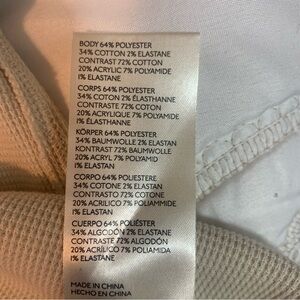 BODY 64% POLYESTER
34% COTTON 2% ELASTANE
CONTRAST 72% COTTON
20% ACRYLIC 7% POLYAMIDE
1% ELASTANE
CORPS 64% POLYESTER
34% COTON 2% ÉLASTHANNE
CONTRASTE 72% COTON
20% ACRYLIQUE 7% POLYAMIDE
1% ÉLASTHANNE
KÖRPER 64% POLYESTER
34% BAUMWOLLE 2% ELASTAN
KONTRAST 72% BAUMWOLLE
20% ACRYL 7% POLYAMID
1% ELASTAN
CORPO 64% POLIESTERE
34% COTONE 2% ELASTAN
CONTRASTO 72% COTONE
20% ACRILICO 7% POLIAMMIDE
1% ELASTAN
CUERPO 64% POLIÉSTER
34% ALGODÓN 2% ELASTANO
CONTRASTE 72% ALGODÓN
20% ACRÍLICO 7% POLIAMIDA
1% ELASTANO
MADE IN CHINA
HECHO EN CHINA